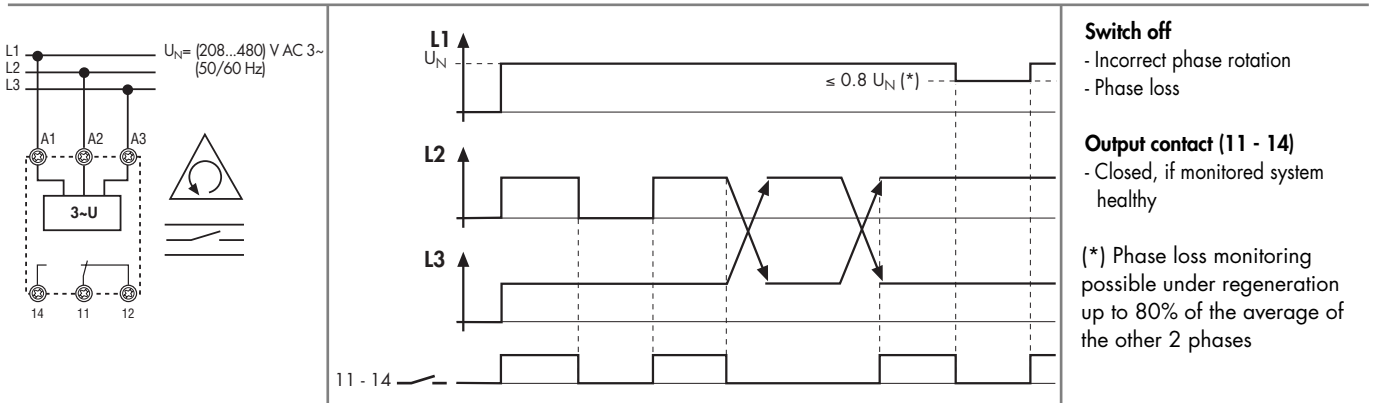 L1
L2
L3
U_N= (208...480) V AC 3~
(50/60 Hz)
A1 A2 A3
3~U
14 11 12
L1
U_N
≤ 0.8 U_N (*)
L2
L3
11 - 14
Switch off
- Incorrect phase rotation
- Phase loss
Output contact (11 - 14)
- Closed, if monitored system
healthy
(*) Phase loss monitoring
possible under regeneration
up to 80% of the average of
the other 2 phases